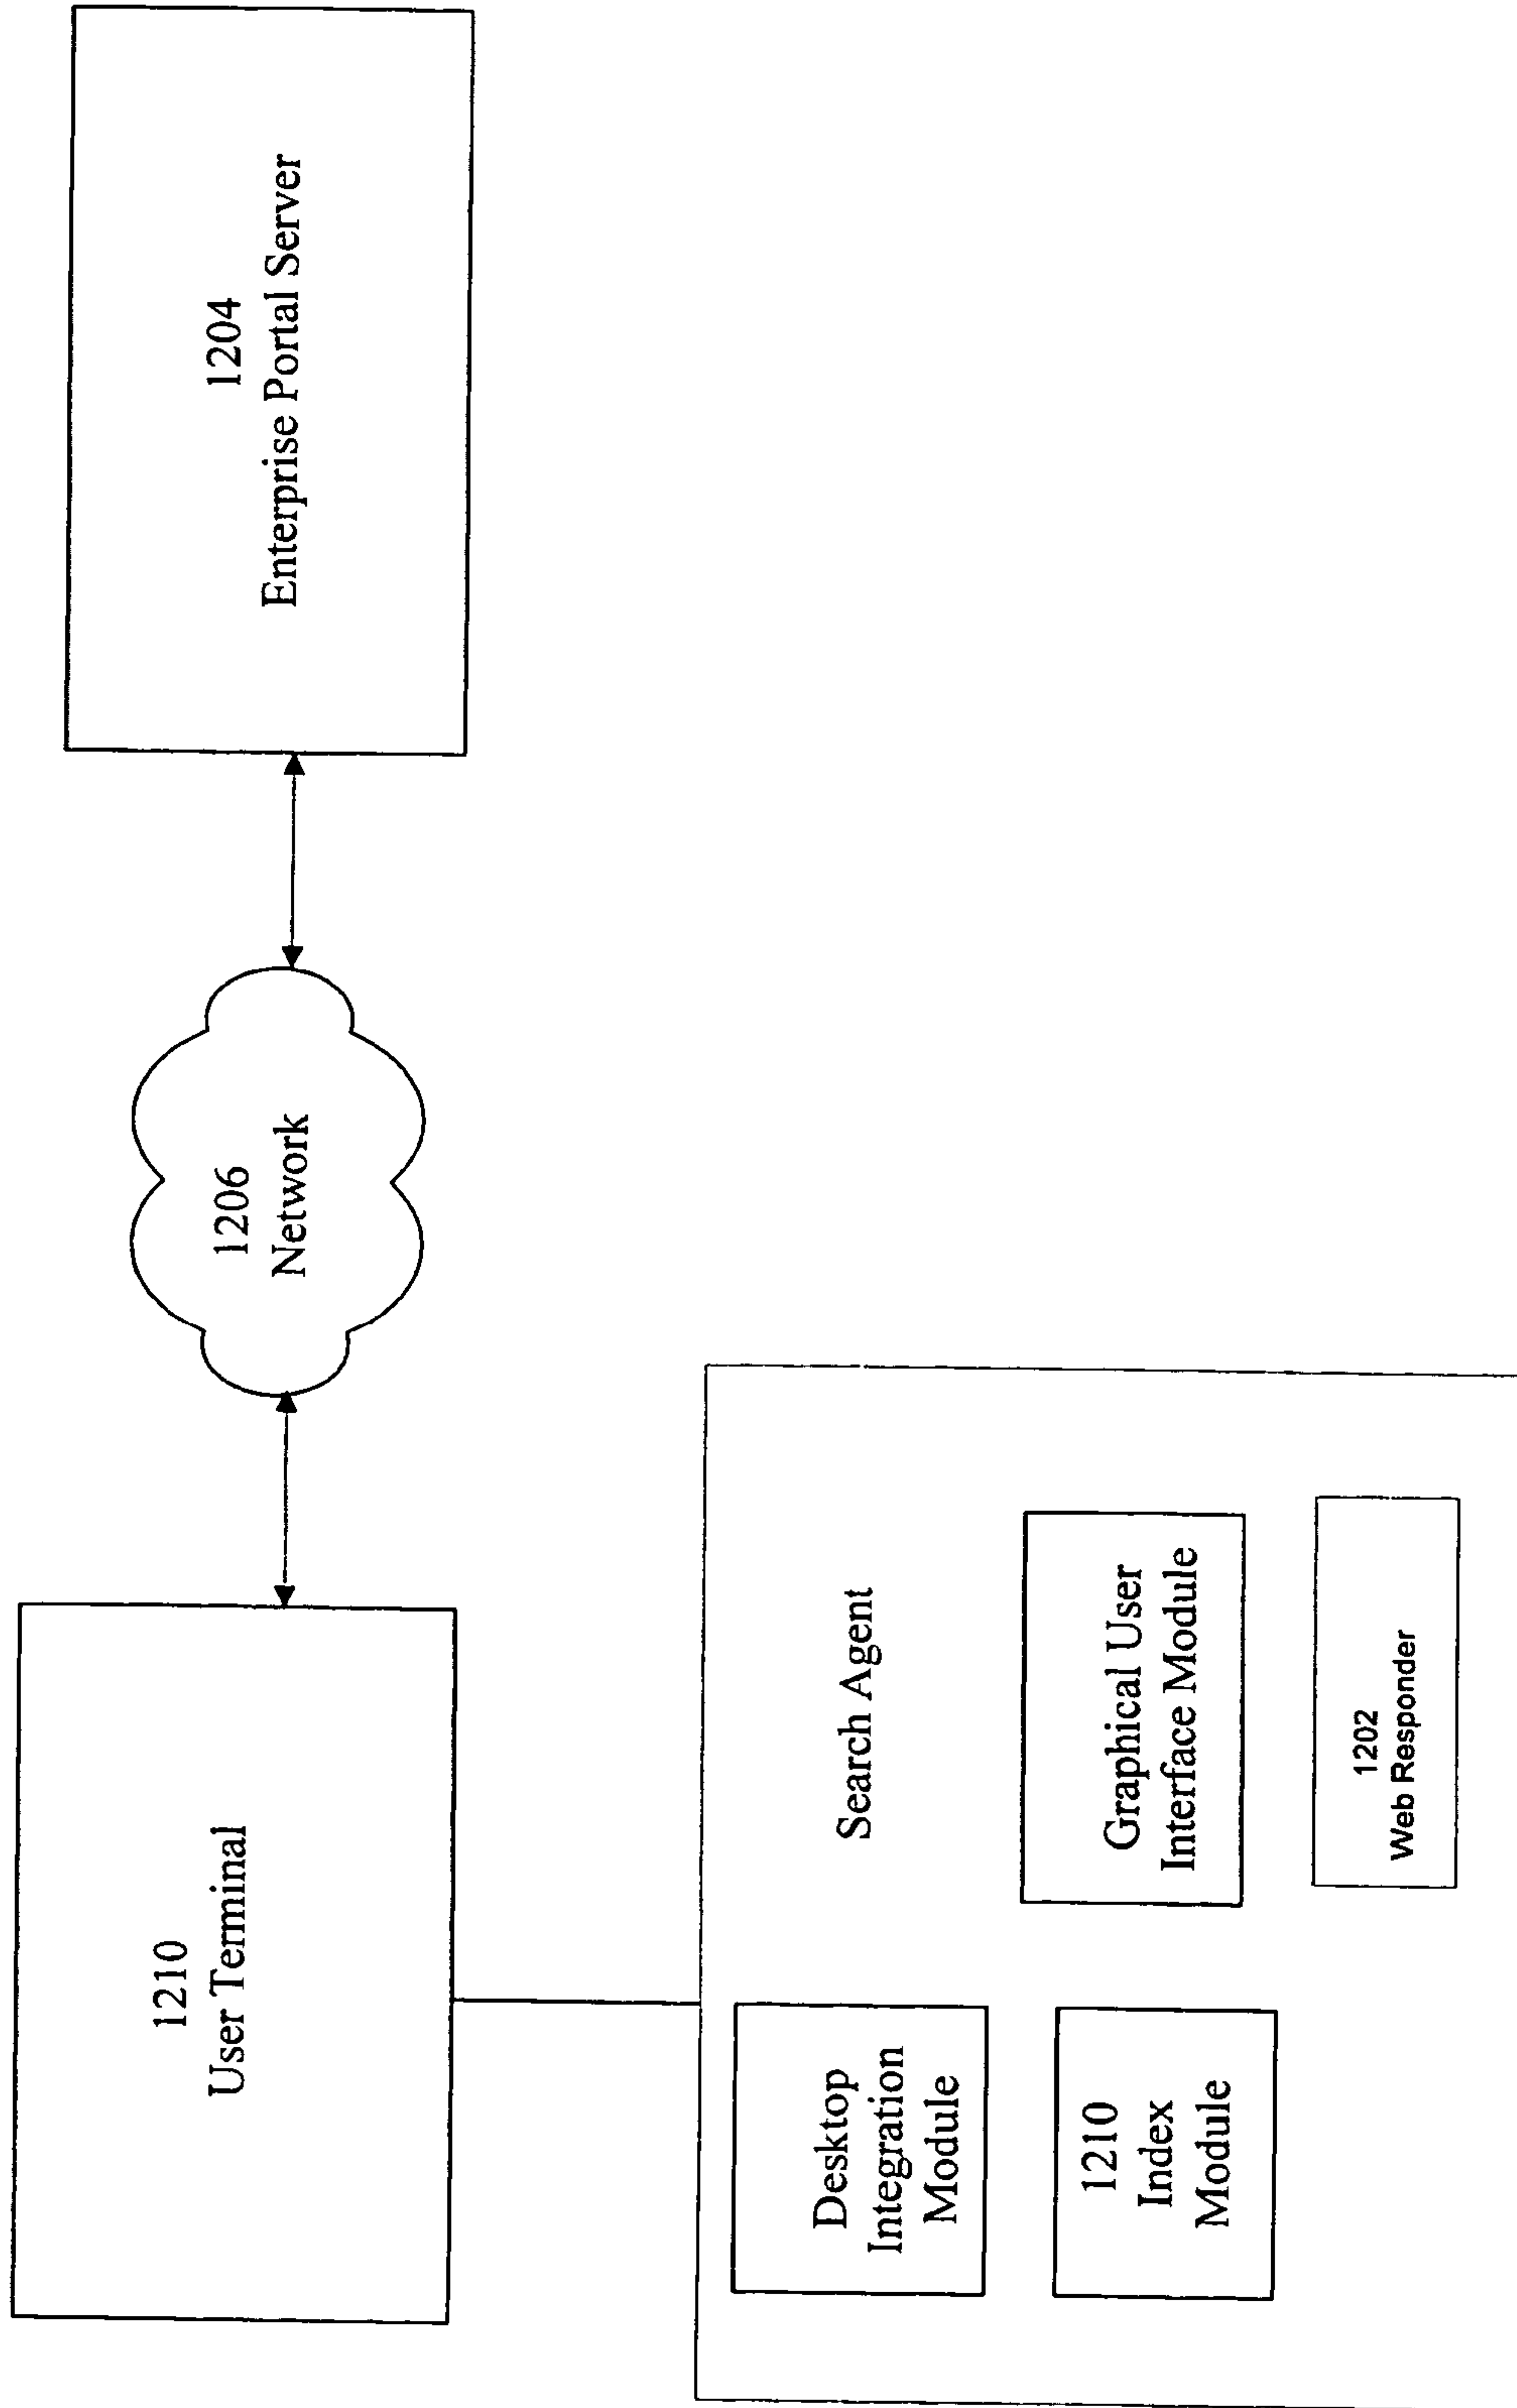 1210
User Terminal
1206
Network
1204
Enterprise Portal Server
Search Agent
Desktop
Integration
Module
Graphical User
Interface Module
1210
Index
Module
1202
Web Responder